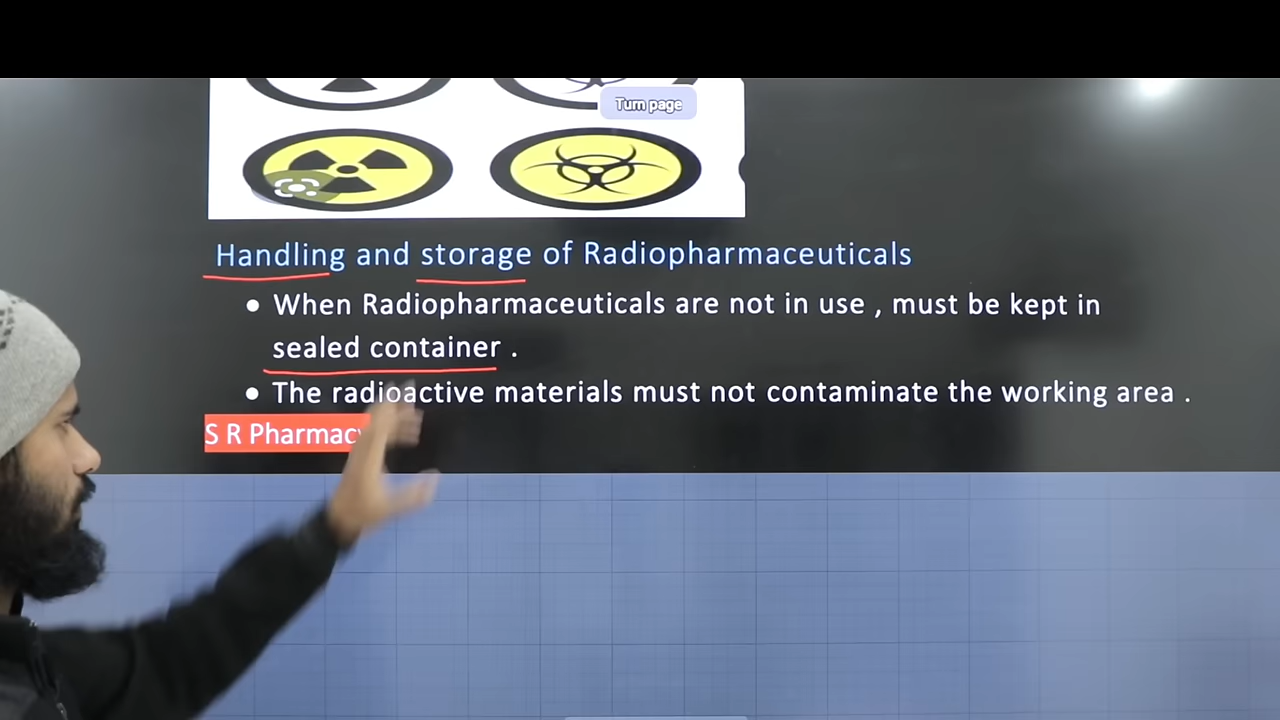 Turn page
Handling and storage of Radiopharmaceuticals
• When Radiopharmaceuticals are not in use , must be kept in
sealed container .
• The radioactive materials must not contaminate the working area .
S R Pharmacy